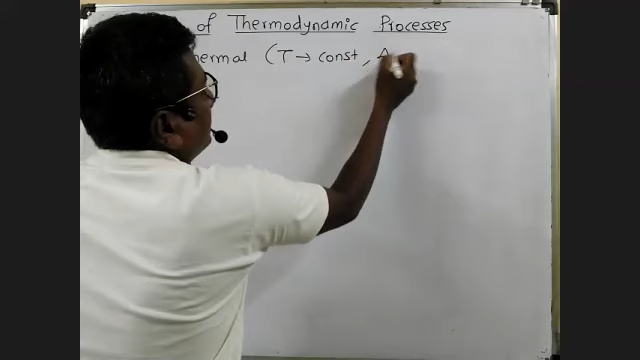 of Thermodynamic Processes
hermal (T → const,